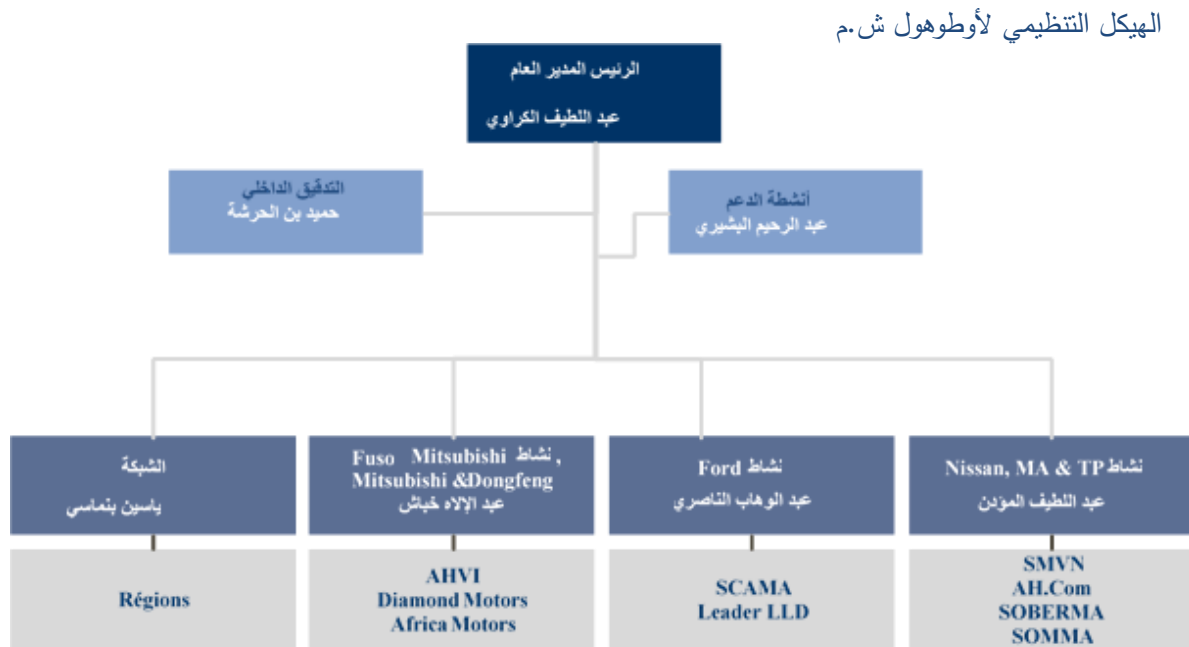 الهيكل التنظيمي لأوطوهول ش.م
الرئيس المدير العام
عبد اللطيف الكراوي
أنشطة الدعم
عبد الرحيم البشيري
التدقيق الداخلي
حميد بن الحرشة
نشاط Nissan, MA & TP
عبد اللطيف المؤدن
نشاط Ford
عبد الوهاب الناصري
نشاط Fuso Mitsubishi ,
Mitsubishi &Dongfeng
عبد الإلاه خباش
الشبكة
ياسين بنماسي
SMVN
AH.Com
SOBERMA
SOMMA
SCAMA
Leader LLD
AHVI
Diamond Motors
Africa Motors
Régions